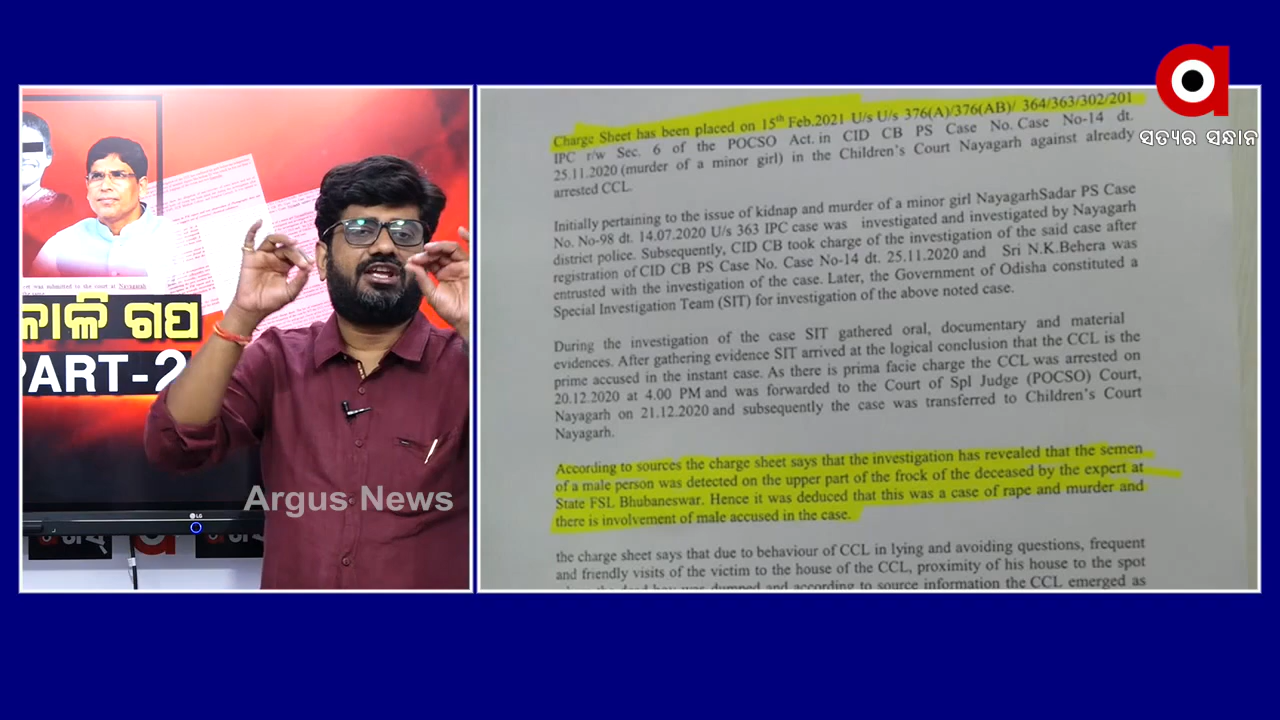 ସତ୍ୟର ସନ୍ଧାନ
ଗପ
PART-2
Argus News
LG
Charge Sheet has been placed on 15th Feb.2021 U/s U/s 376(A)/376(AB)/ 364/363/302/201
IPC r/w Sec. 6 of the POCSO Act. in CID CB PS Case No. Case No-14 dt.
25.11.2020 (murder of a minor girl) in the Children's Court Nayagarh against already
arrested CCL.
Initially pertaining to the issue of kidnap and murder of a minor girl NayagarhSadar PS Case
No. No-98 dt. 14.07.2020 U/s 363 IPC case was investigated and investigated by Nayagarh
district police. Subsequently, CID CB took charge of the investigation of the said case after
registration of CID CB PS Case No. Case No-14 dt. 25.11.2020 and Sri N.K.Behera was
entrusted with the investigation of the case. Later, the Government of Odisha constituted a
Special Investigation Team (SIT) for investigation of the above noted case.
During the investigation of the case SIT gathered oral, documentary and material
evidences. After gathering evidence SIT arrived at the logical conclusion that the CCL is the
prime accused in the instant case. As there is prima facie charge the CCL was arrested on
20.12.2020 at 4.00 PM and was forwarded to the Court of Spl Judge (POCSO) Court,
Nayagarh on 21.12.2020 and subsequently the case was transferred to Children's Court
Nayagarh.
According to sources the charge sheet says that the investigation has revealed that the semen
of a male person was detected on the upper part of the frock of the deceased by the expert at
State FSL Bhubaneswar. Hence it was deduced that this was a case of rape and murder and
there is involvement of male accused in the case.
the charge sheet says that due to behaviour of CCL in lying and avoiding questions, frequent
and friendly visits of the victim to the house of the CCL, proximity of his house to the spot
was dumped and according to source information the CCL emerged as